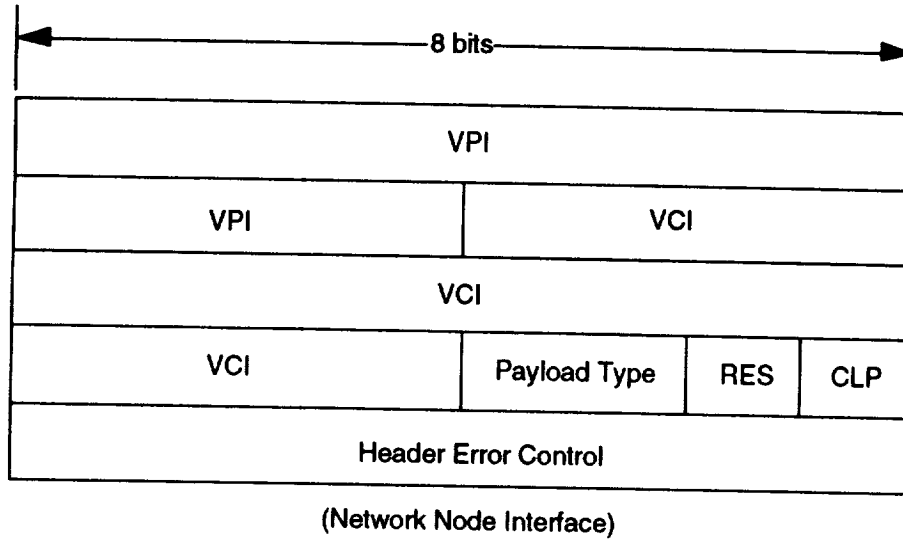 8 bits
VPI
VPI VCI
VCI
VCI Payload Type RES CLP
Header Error Control
(Network Node Interface)